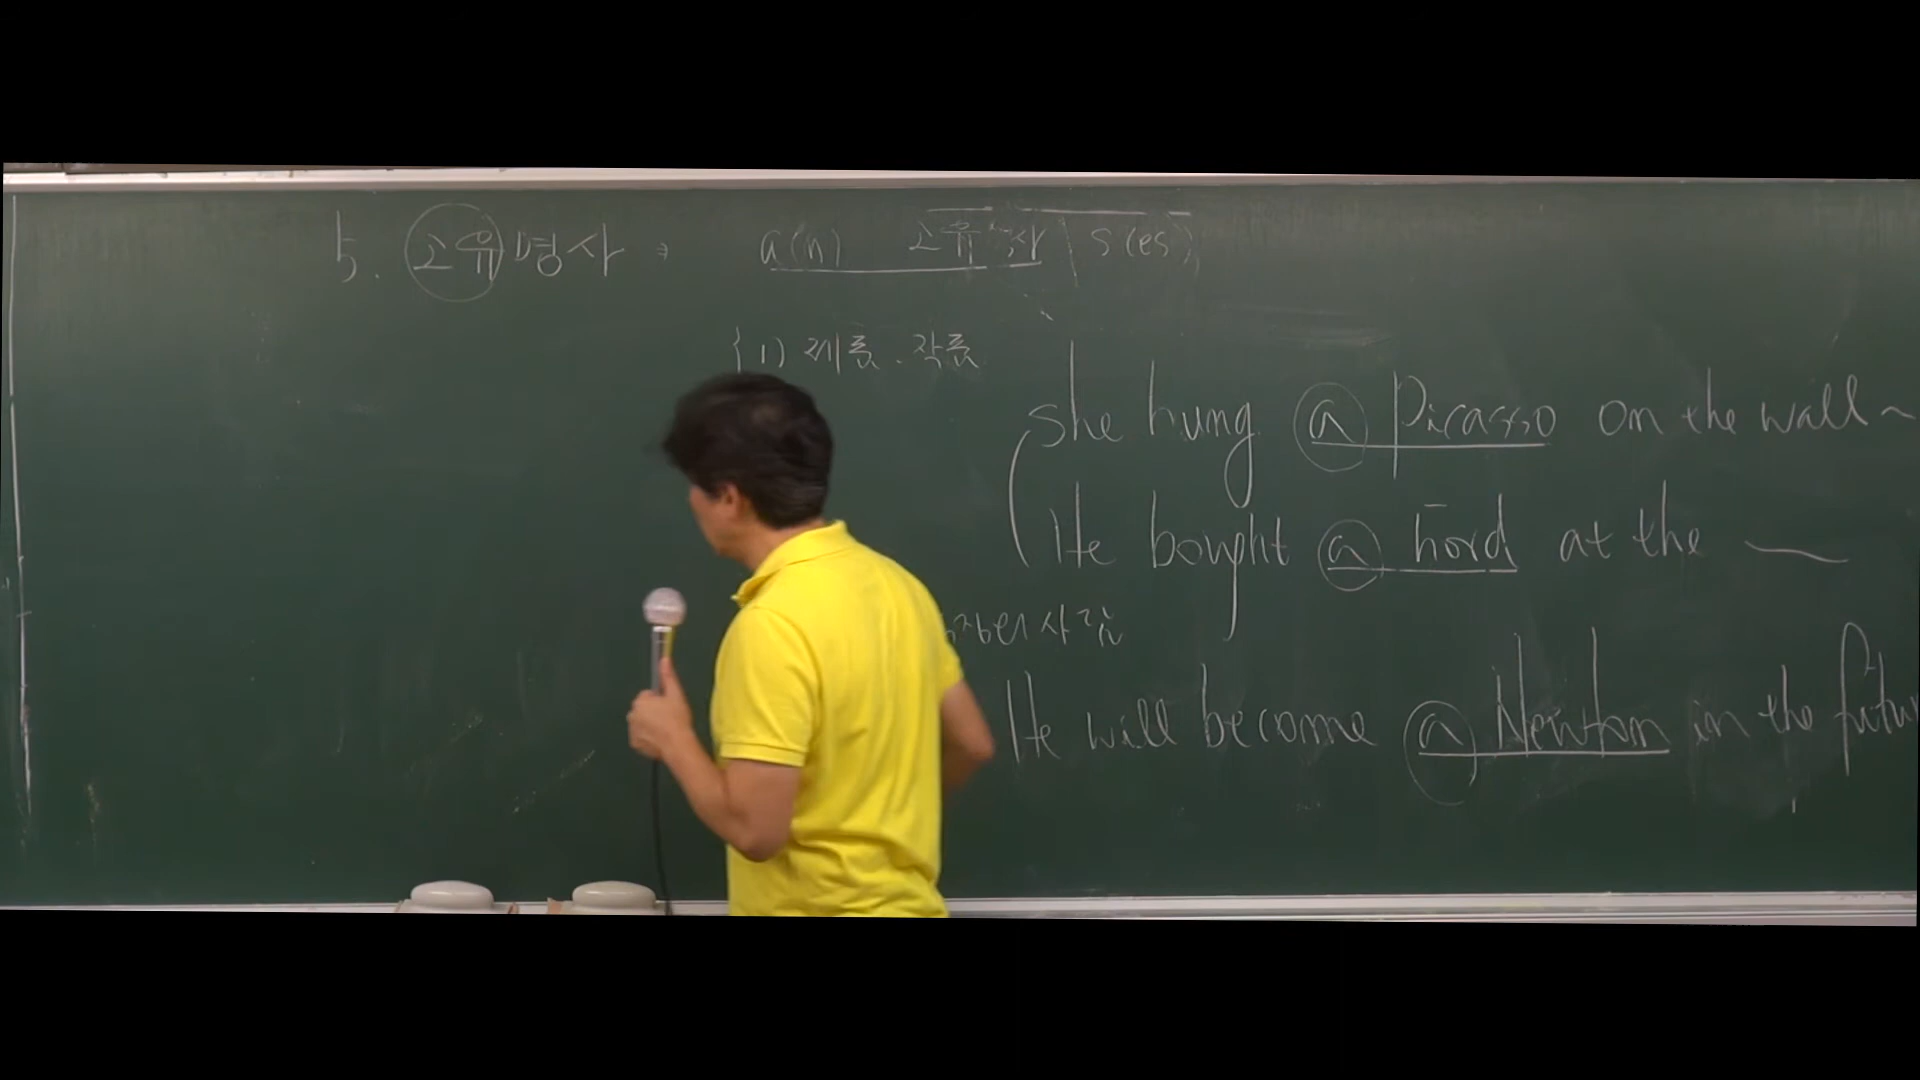 5. 고유명사 : a(n) 고유명사 s(es)
{ 1) 제품. 작품
She hung a Picasso on the wall ~
He bought a Ford at the ~
He will become a Newton in the futur